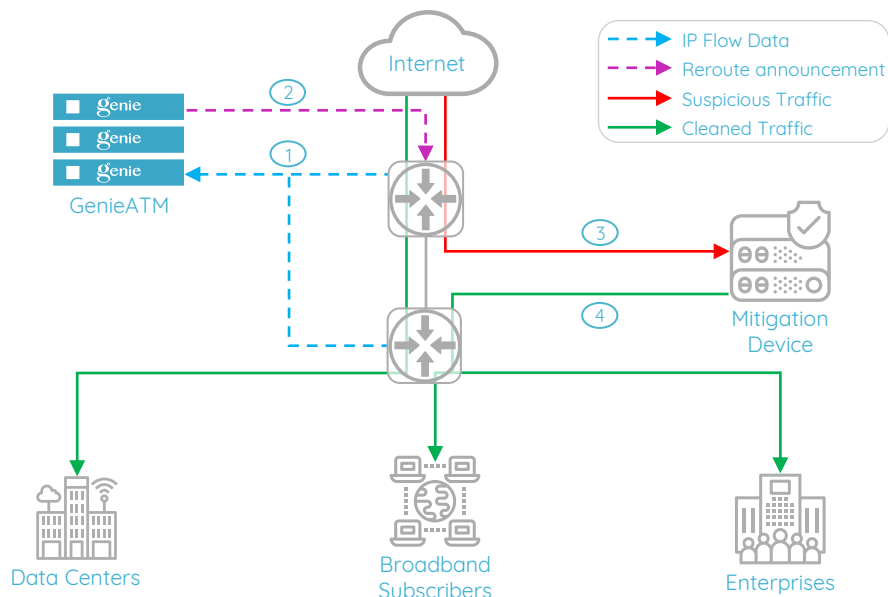 Internet
IP Flow Data
Reroute announcement
Suspicious Traffic
Cleaned Traffic
2
genie
genie
genie
1
GenieATM
3
4
Mitigation
Device
Data Centers
Broadband
Subscribers
Enterprises